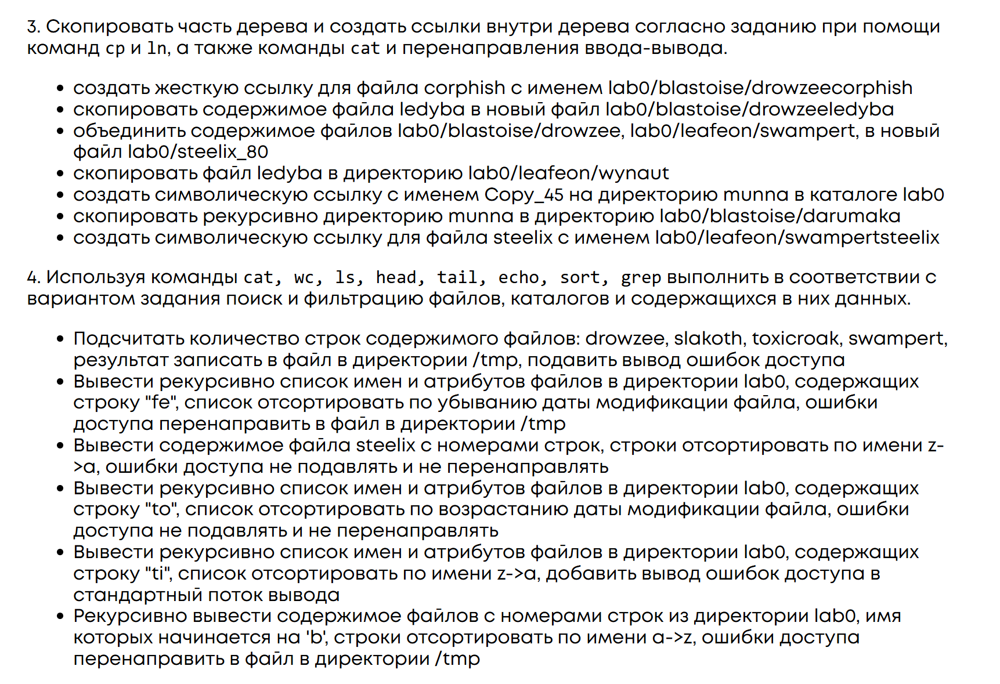 3. Скопировать часть дерева и создать ссылки внутри дерева согласно заданию при помощи
команд cp и ln, а также команды cat и перенаправления ввода-вывода.
• создать жесткую ссылку для файла corphish с именем lab0/blastoise/drowzeecorphish
• скопировать содержимое файла ledyba в новый файл lab0/blastoise/drowzeeledyba
• объединить содержимое файлов lab0/blastoise/drowzee, lab0/leafeon/swampert, в новый
файл lab0/steelix_80
• скопировать файл ledyba в директорию lab0/leafeon/wynaut
• создать символическую ссылку с именем Copy_45 на директорию munna в каталоге lab0
• скопировать рекурсивно директорию munna в директорию lab0/blastoise/darumaka
• создать символическую ссылку для файла steelix с именем lab0/leafeon/swampertsteelix
4. Используя команды cat, wc, ls, head, tail, echo, sort, grep выполнить в соответствии с
вариантом задания поиск и фильтрацию файлов, каталогов и содержащихся в них данных.
• Подсчитать количество строк содержимого файлов: drowzee, slakoth, toxicroak, swampert,
результат записать в файл в директории /tmp, подавить вывод ошибок доступа
• Вывести рекурсивно список имен и атрибутов файлов в директории lab0, содержащих
строку "fe", список отсортировать по убыванию даты модификации файла, ошибки
доступа перенаправить в файл в директории /tmp
• Вывести содержимое файла steelix с номерами строк, строки отсортировать по имени z-
>a, ошибки доступа не подавлять и не перенаправлять
• Вывести рекурсивно список имен и атрибутов файлов в директории lab0, содержащих
строку "to", список отсортировать по возрастанию даты модификации файла, ошибки
доступа не подавлять и не перенаправлять
• Вывести рекурсивно список имен и атрибутов файлов в директории lab0, содержащих
строку "ti", список отсортировать по имени z->a, добавить вывод ошибок доступа в
стандартный поток вывода
• Рекурсивно вывести содержимое файлов с номерами строк из директории lab0, имя
которых начинается на 'b', строки отсортировать по имени a->z, ошибки доступа
перенаправить в файл в директории /tmp